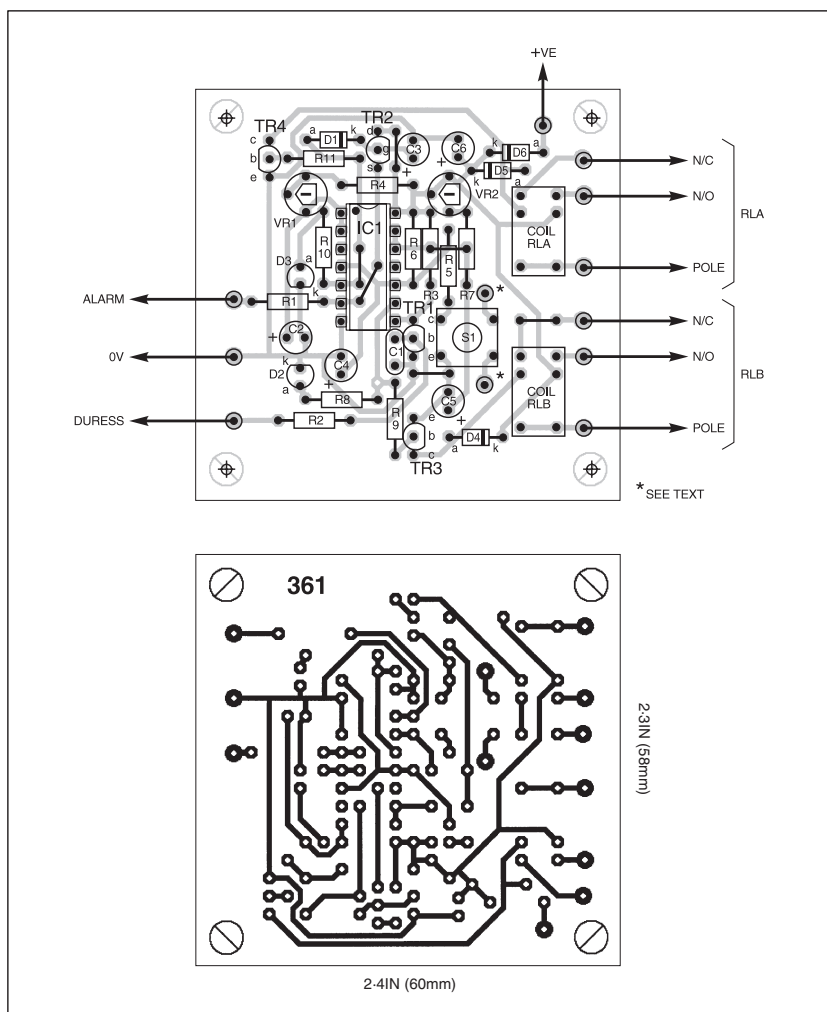 +VE
TR4
TR2
c
b
e
a
D1
k
R11
d
g
s
C3
+
C6
+
k
D6
a
k
D5
a
N/C
N/O
RLA
POLE
COIL
RLA
VR1
R4
VR2
IC1
R
10
R
6
R3
R
5
R7
D3
a
k
ALARM
R1
TR1
*
c
b
e
S1
*
N/C
N/O
RLB
POLE
COIL
RLB
+
C2
0V
k
D2
a
C4
+
C1
R8
C5
+
DURESS
R2
R
9
e
b
c
TR3
a
D4
k
*SEE TEXT
361
2·3IN (58mm)
2·4IN (60mm)